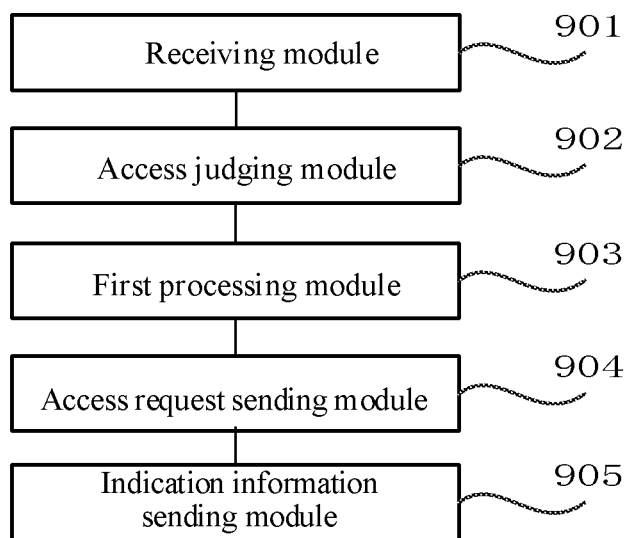 901
Receiving module
902
Access judging module
903
First processing module
904
Access request sending module
905
Indication information
sending module